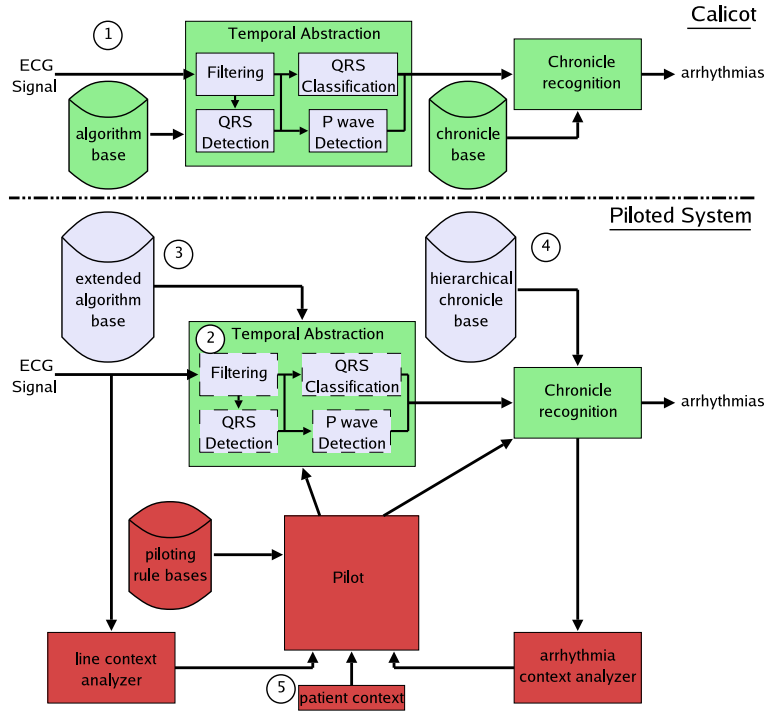 Calicot
1
Temporal Abstraction
ECG
Signal
Filtering
QRS
Classification
Chronicle
recognition
arrhythmias
algorithm
base
QRS
Detection
P wave
Detection
chronicle
base
Piloted System
3
4
extended
algorithm
base
hierarchical
chronicle
base
2
Temporal Abstraction
ECG
Signal
Filtering
QRS
Classification
Chronicle
recognition
arrhythmias
QRS
Detection
P wave
Detection
piloting
rule bases
Pilot
line context
analyzer
arrhythmia
context analyzer
5
patient context